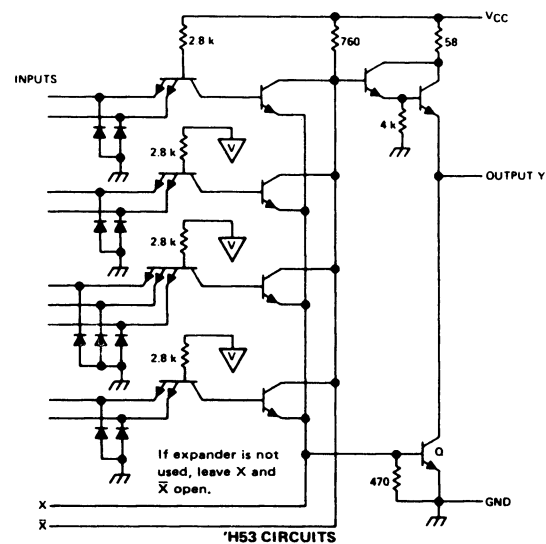 VCC
2.8 k
760
58
INPUTS
4 k
2.8 k
V
OUTPUT Y
2.8 k
V
2.8 k
V
If expander is not
used, leave X and
X̅ open.
Q
470
X
GND
X̅
'H53 CIRCUITS